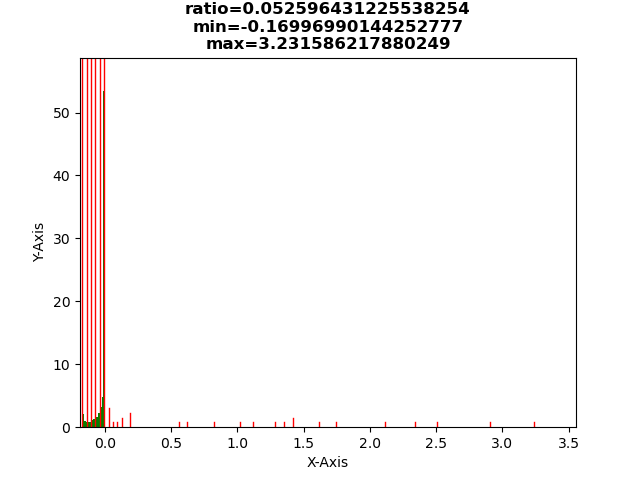 ratio=0.052596431225538254
min=-0.16996990144252777
max=3.231586217880249
50
40
30
20
10
0
Y-Axis
0.0 0.5 1.0 1.5 2.0 2.5 3.0 3.5
X-Axis